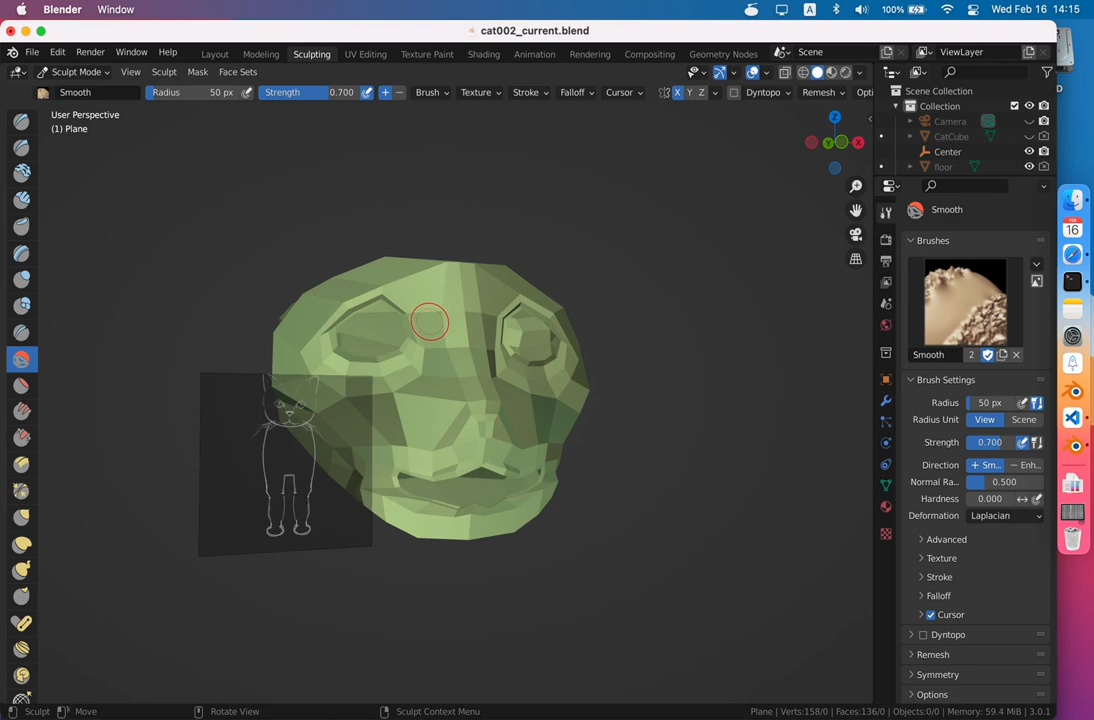 Blender Window 100% A Wed Feb 16 14:15
cat002_current.blend
File Edit Render Window Help Layout Modeling Sculpting UV Editing Texture Paint Shading Animation Rendering Compositing Geometry Nodes Scene ViewLayer
Sculpt Mode View Sculpt Mask Face Sets
Smooth Radius 50 px Strength 0.700 + − Brush Texture Stroke Falloff Cursor X Y Z Dyntopo Remesh Opti
User Perspective
(1) Plane
Z
Y X
Scene Collection
Collection
Camera
CatCube
Center
floor
Smooth
Brushes
Smooth 2
Brush Settings
Radius 50 px
Radius Unit View Scene
Strength 0.700
Direction + Sm... − Enh...
Normal Ra... 0.500
Hardness 0.000
Deformation Laplacian
Advanced
Texture
Stroke
Falloff
Cursor
Dyntopo
Remesh
Symmetry
Options
Sculpt Move Rotate View Sculpt Context Menu Plane | Verts:158/0 | Faces:136/0 | Objects:0/0 | Memory: 59.4 MiB | 3.0.1
FEB
16
D